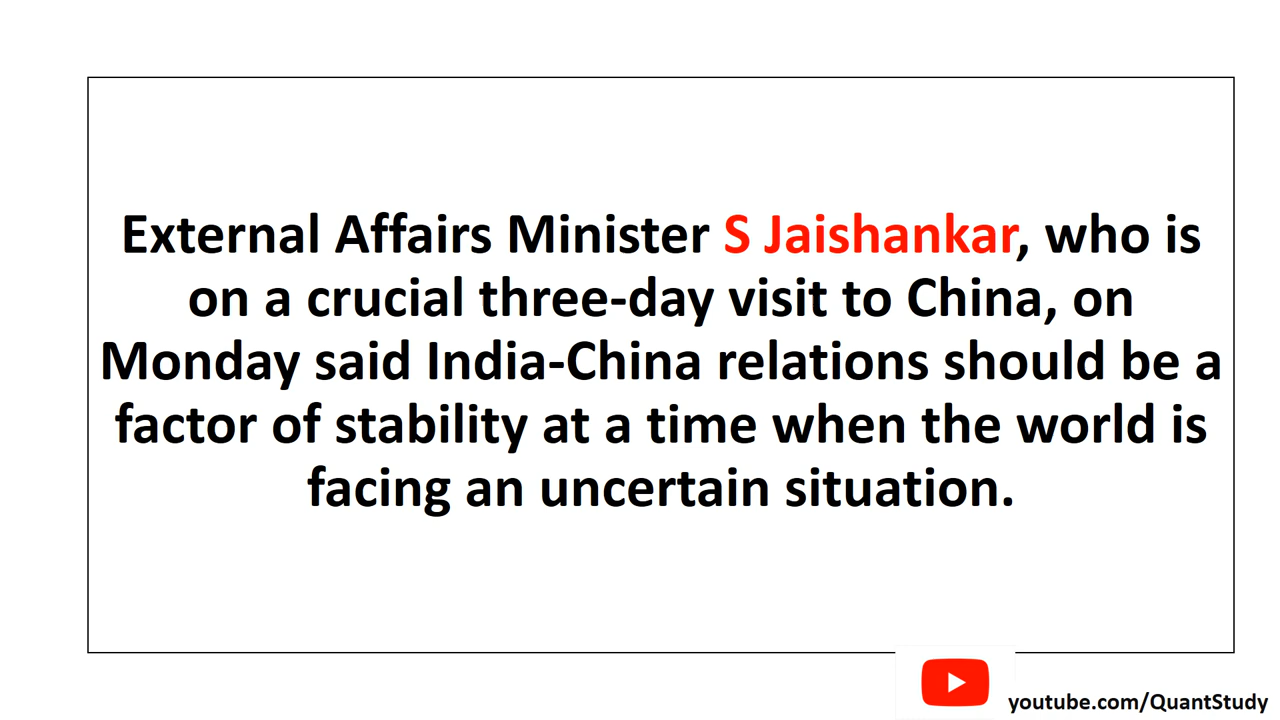 External Affairs Minister S Jaishankar, who is
on a crucial three-day visit to China, on
Monday said India-China relations should be a
factor of stability at a time when the world is
facing an uncertain situation.
youtube.com/QuantStudy